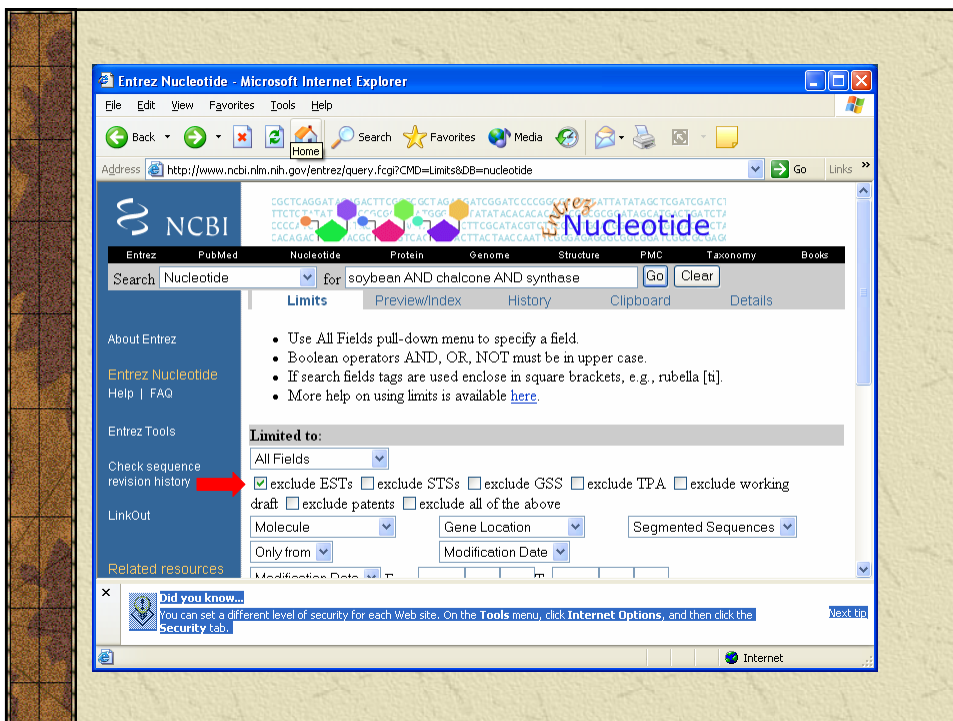 Entrez Nucleotide - Microsoft Internet Explorer
File Edit View Favorites Tools Help
Back Search Favorites Media
Home
Address http://www.ncbi.nlm.nih.gov/entrez/query.fcgi?CMD=Limits&DB=nucleotide Go Links »
NCBI
Entrez
Nucleotide
Entrez PubMed Nucleotide Protein Genome Structure PMC Taxonomy Books
Search Nucleotide for soybean AND chalcone AND synthase Go Clear
Limits Preview/Index History Clipboard Details
About Entrez
Entrez Nucleotide
Help | FAQ
Entrez Tools
Check sequence
revision history
LinkOut
Related resources
• Use All Fields pull-down menu to specify a field.
• Boolean operators AND, OR, NOT must be in upper case.
• If search fields tags are used enclose in square brackets, e.g., rubella [ti].
• More help on using limits is available here.
Limited to:
All Fields
exclude ESTs exclude STSs exclude GSS exclude TPA exclude working
draft exclude patents exclude all of the above
Molecule Gene Location Segmented Sequences
Only from Modification Date
Modification Date
Did you know...
You can set a different level of security for each Web site. On the Tools menu, click Internet Options, and then click the
Security tab.
Next tip
Internet